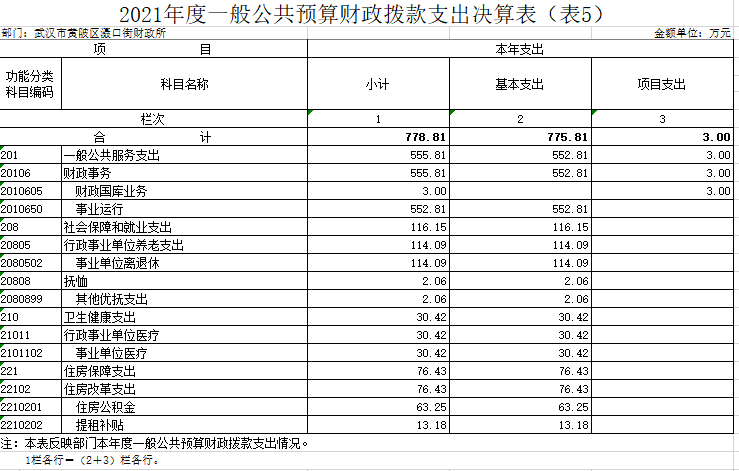 2021年度一般公共预算财政拨款支出决算表（表5）
部门：武汉市黄陂区滠口街财政所 金额单位：万元
项 目 本年支出
功能分类科目编码 科目名称 小计 基本支出 项目支出
栏次 1 2 3
合 计 778.81 775.81 3.00
201 一般公共服务支出 555.81 552.81 3.00
20106 财政事务 555.81 552.81 3.00
2010605 财政国库业务 3.00 3.00
2010650 事业运行 552.81 552.81
208 社会保障和就业支出 116.15 116.15
20805 行政事业单位养老支出 114.09 114.09
2080502 事业单位离退休 114.09 114.09
20808 抚恤 2.06 2.06
2080899 其他优抚支出 2.06 2.06
210 卫生健康支出 30.42 30.42
21011 行政事业单位医疗 30.42 30.42
2101102 事业单位医疗 30.42 30.42
221 住房保障支出 76.43 76.43
22102 住房改革支出 76.43 76.43
2210201 住房公积金 63.25 63.25
2210202 提租补贴 13.18 13.18
注：本表反映部门本年度一般公共预算财政拨款支出情况。
1栏各行＝（2＋3）栏各行。